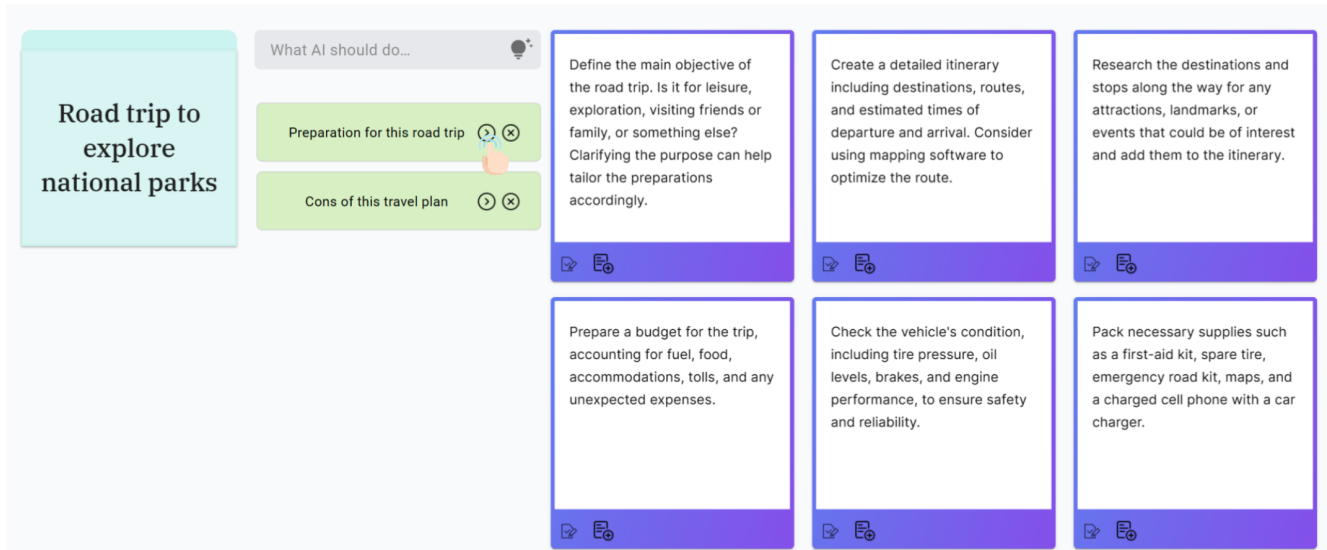 Road trip to
explore
national parks
What AI should do...
Preparation for this road trip
Cons of this travel plan
Define the main objective of
the road trip. Is it for leisure,
exploration, visiting friends or
family, or something else?
Clarifying the purpose can help
tailor the preparations
accordingly.
Create a detailed itinerary
including destinations, routes,
and estimated times of
departure and arrival. Consider
using mapping software to
optimize the route.
Research the destinations and
stops along the way for any
attractions, landmarks, or
events that could be of interest
and add them to the itinerary.
Prepare a budget for the trip,
accounting for fuel, food,
accommodations, tolls, and any
unexpected expenses.
Check the vehicle's condition,
including tire pressure, oil
levels, brakes, and engine
performance, to ensure safety
and reliability.
Pack necessary supplies such
as a first-aid kit, spare tire,
emergency road kit, maps, and
a charged cell phone with a car
charger.